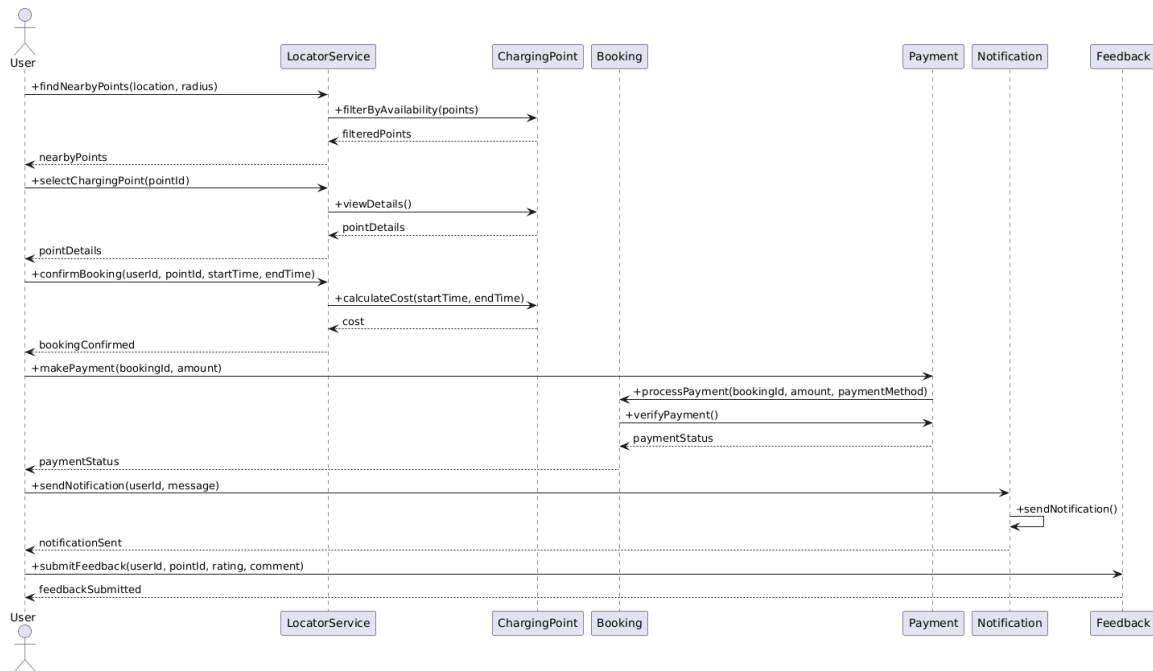 User
LocatorService
ChargingPoint
Booking
Payment
Notification
Feedback
+findNearbyPoints(location, radius)
+filterByAvailability(points)
filteredPoints
nearbyPoints
+selectChargingPoint(pointId)
+viewDetails()
pointDetails
pointDetails
+confirmBooking(userId, pointId, startTime, endTime)
+calculateCost(startTime, endTime)
cost
bookingConfirmed
+makePayment(bookingId, amount)
+processPayment(bookingId, amount, paymentMethod)
+verifyPayment()
paymentStatus
paymentStatus
+sendNotification(userId, message)
+sendNotification()
notificationSent
+submitFeedback(userId, pointId, rating, comment)
feedbackSubmitted
User
LocatorService
ChargingPoint
Booking
Payment
Notification
Feedback